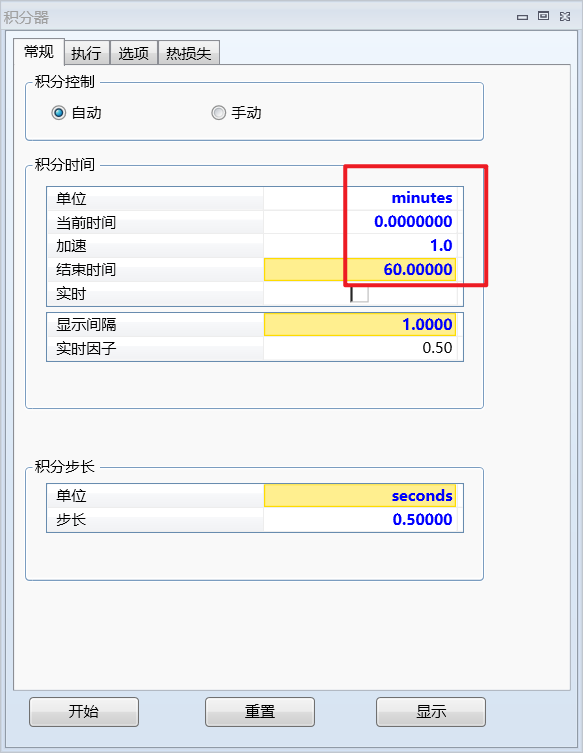 积分器
常规 执行 选项 热损失
积分控制
自动 手动
积分时间
单位 minutes
当前时间 0.0000000
加速 1.0
结束时间 60.00000
实时
显示间隔 1.0000
实时因子 0.50
积分步长
单位 seconds
步长 0.50000
开始 重置 显示